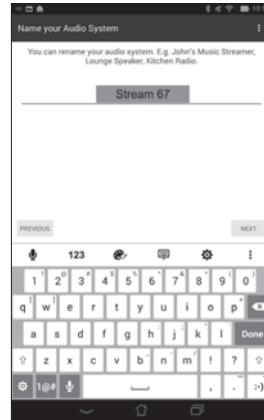 Name your Audio System
You can rename your audio system. E.g. John's Music Streamer,
Lounge Speaker, Kitchen Radio.
Stream 67
PREVIOUS NEXT
123
1 2 3 4 5 6 7 8 9 0
q w e r t y u i o p
a s d f g h j k l Done
z x c v b n m ! ?
1@# , . :-)